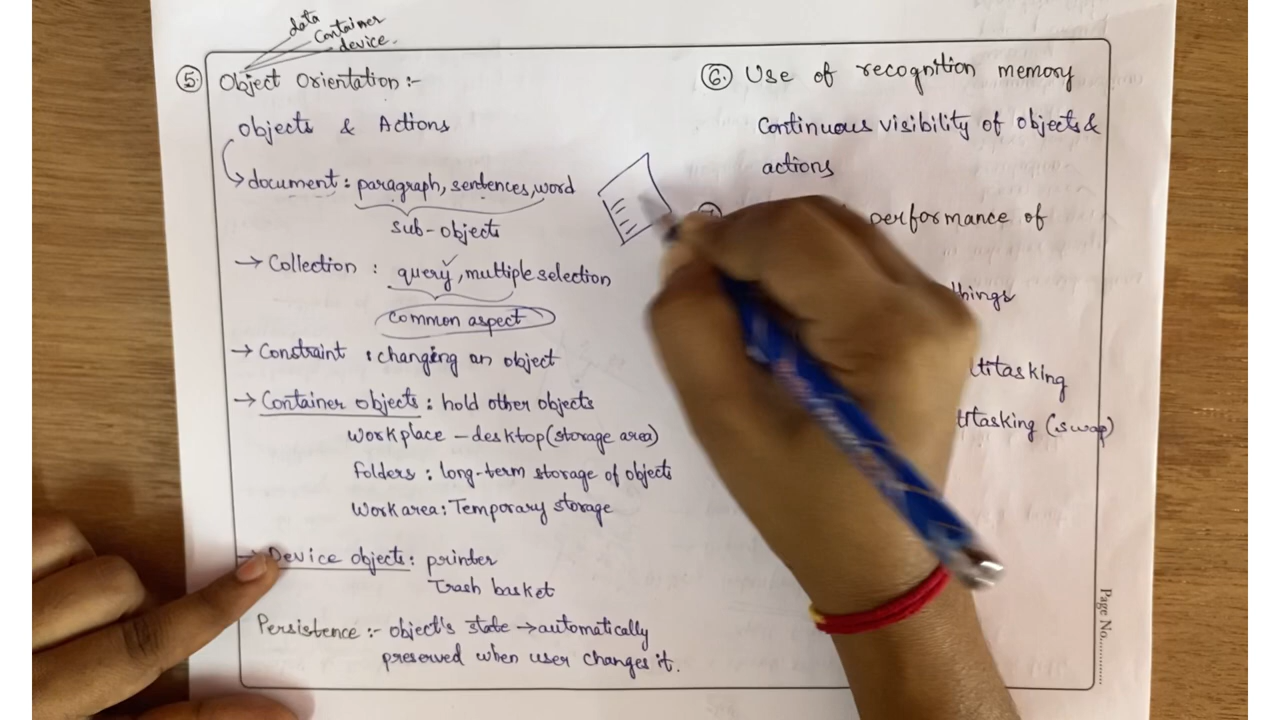 data
Container
device.
5. Object Orientation :-
objects & Actions
→ document : paragraph, sentences, word
sub-objects
→ Collection : query, multiple selection
common aspect
→ Constraint : changing an object
→ Container objects : hold other objects
workplace - desktop (storage area)
folders : long-term storage of objects
Work area : Temporary storage
→ Device objects : printer
Trash basket
Persistence :- object's state → automatically
preserved when user changes it.
6. Use of recognition memory
Continuous visibility of objects &
actions
performance of
things
titasking
titasking (swap)
Page No............